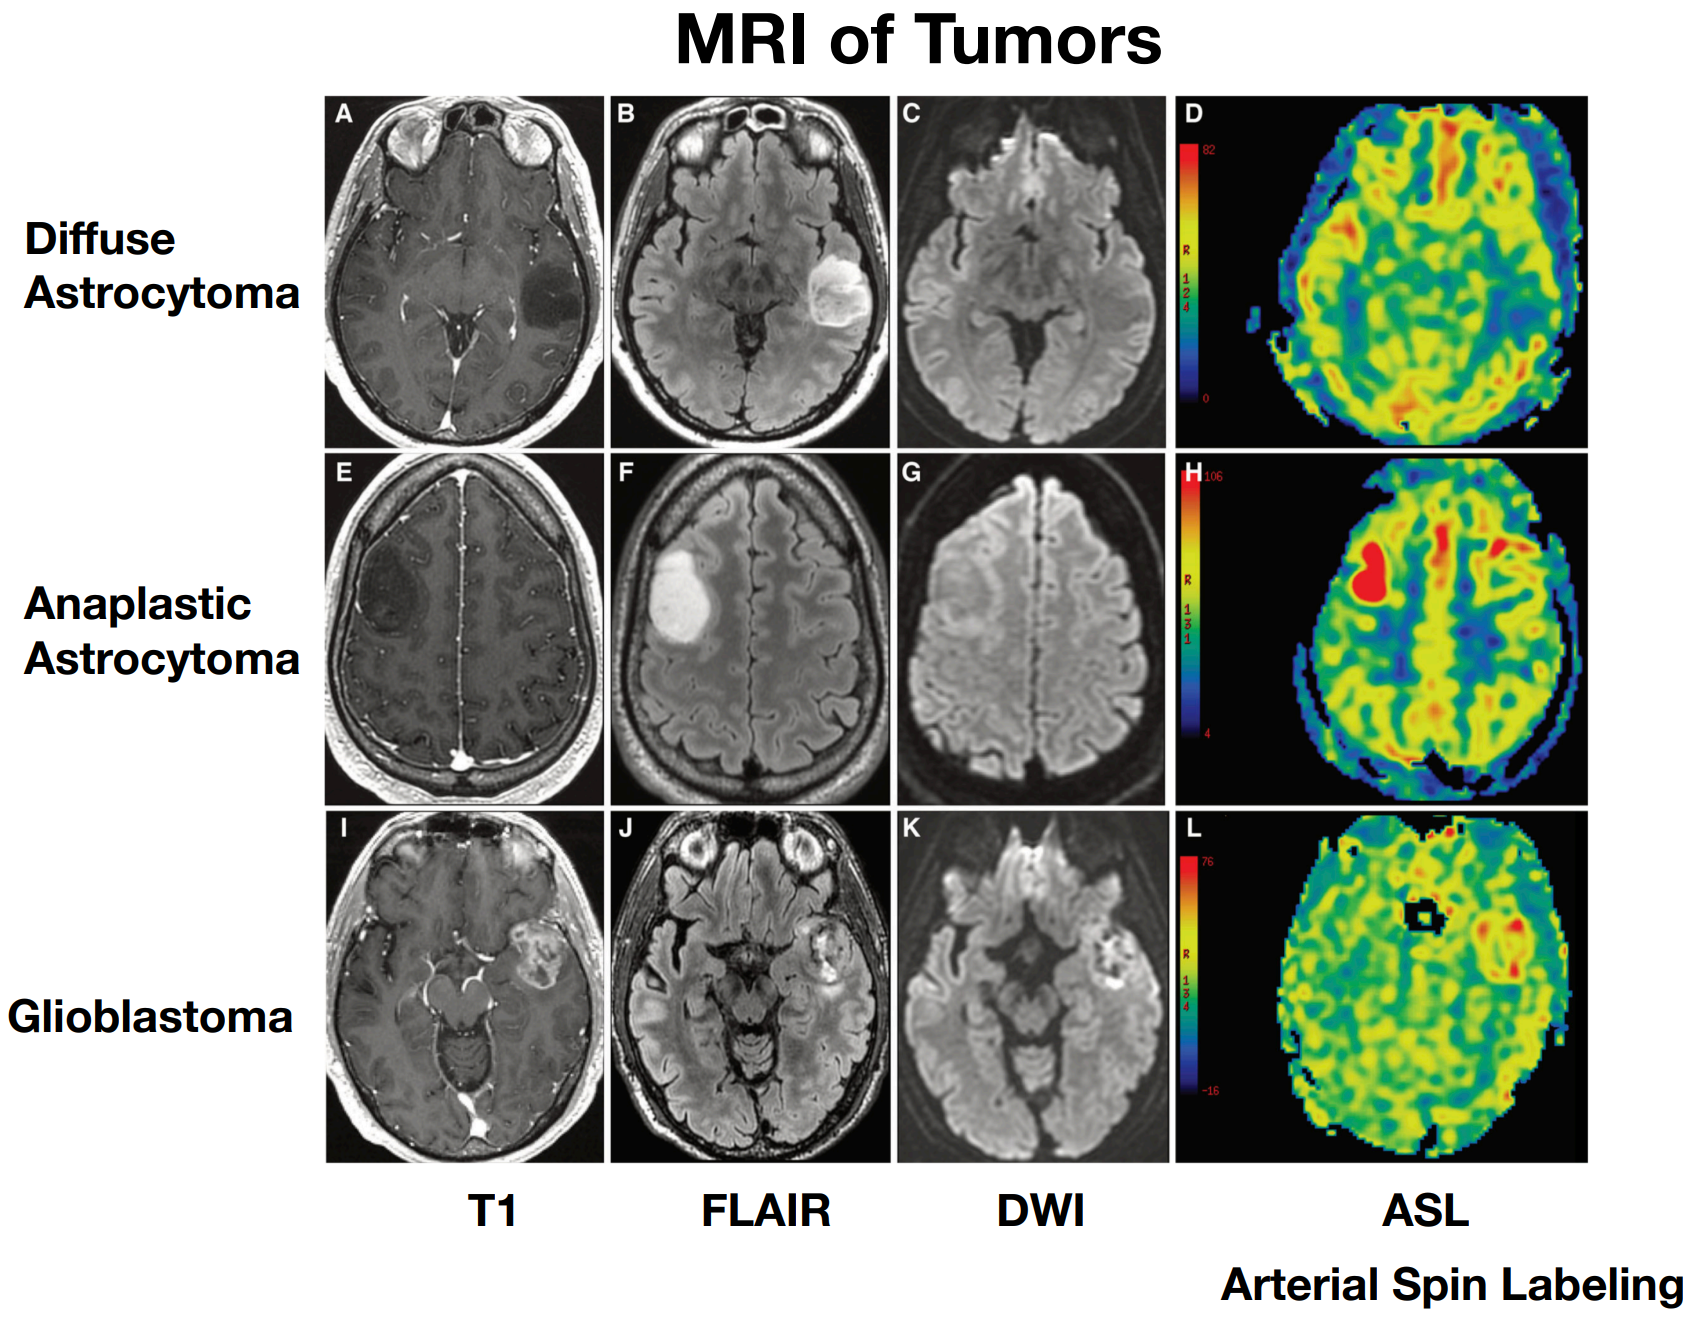 MRI of Tumors
Diffuse
Astrocytoma
A
B
C
D
82
R
1
2
4
0
Anaplastic
Astrocytoma
E
F
G
H
106
R
1
3
1
4
Glioblastoma
I
J
K
L
76
R
1
3
4
-16
T1
FLAIR
DWI
ASL
Arterial Spin Labeling